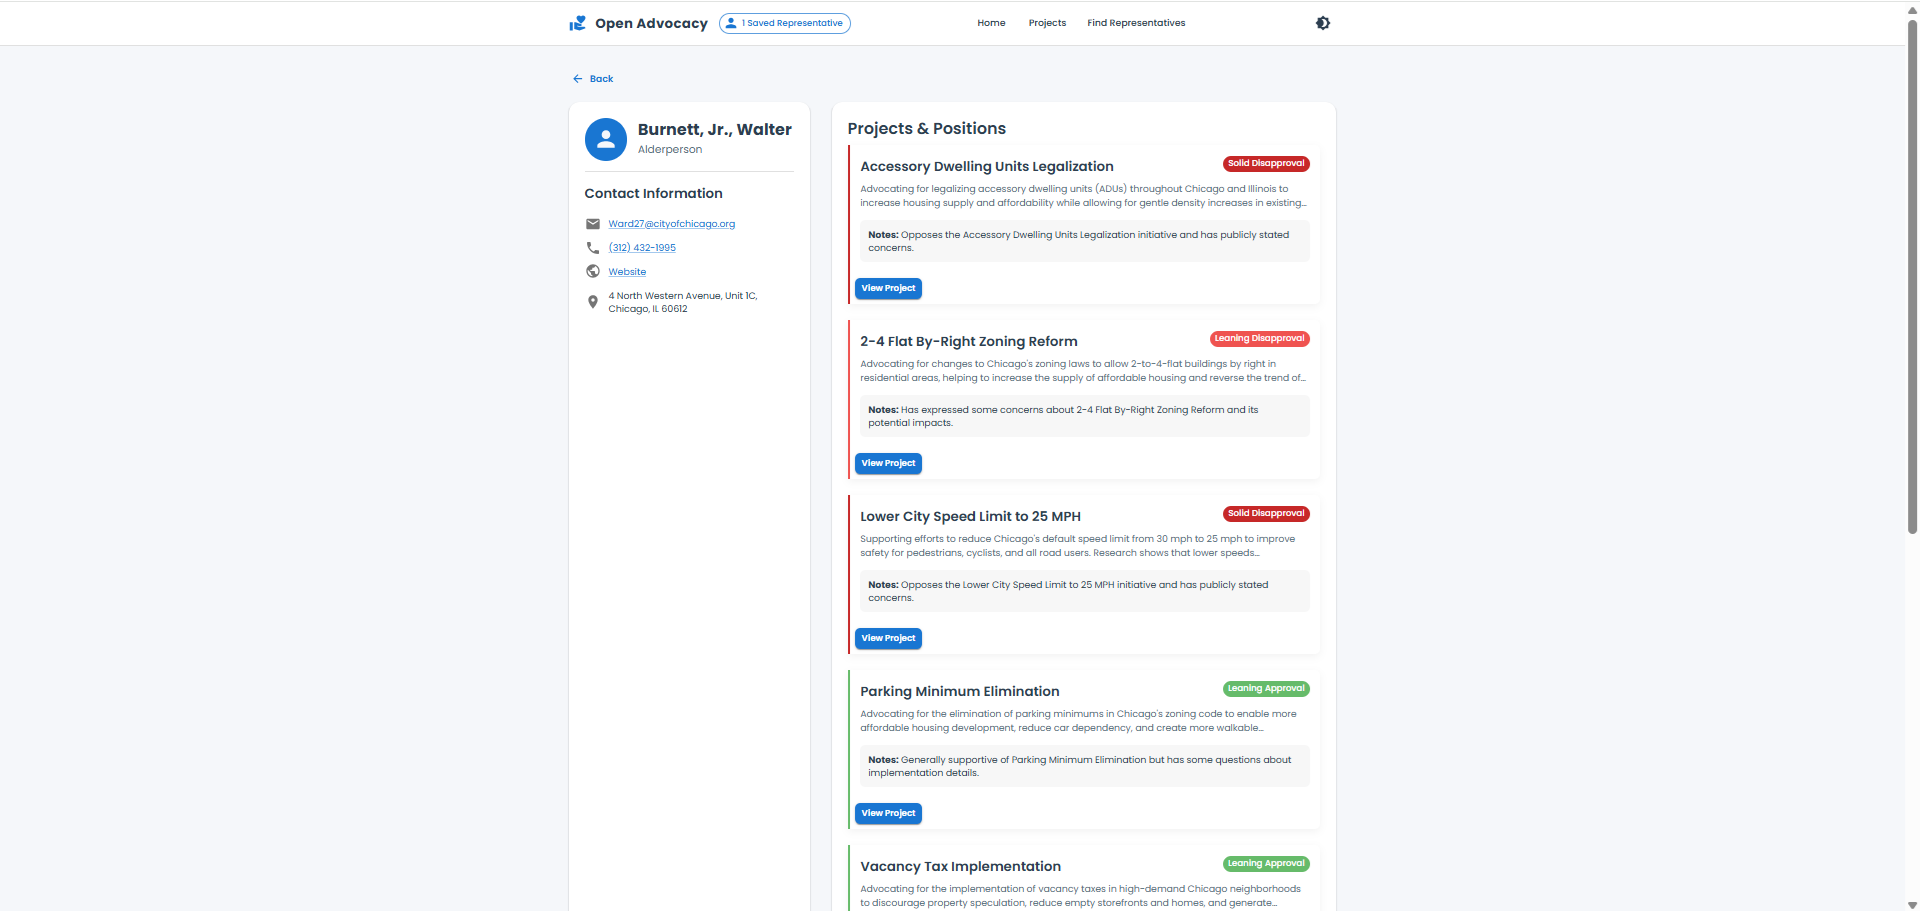 Open Advocacy
1 Saved Representative
Home
Projects
Find Representatives
Back
Burnett, Jr., Walter
Alderperson
Contact Information
Ward27@cityofchicago.org
(312) 432-1995
Website
4 North Western Avenue, Unit 1C,
Chicago, IL 60612
Projects & Positions
Accessory Dwelling Units Legalization
Solid Disapproval
Advocating for legalizing accessory dwelling units (ADUs) throughout Chicago and Illinois to
increase housing supply and affordability while allowing for gentle density increases in existing...
Notes: Opposes the Accessory Dwelling Units Legalization initiative and has publicly stated
concerns.
View Project
2-4 Flat By-Right Zoning Reform
Leaning Disapproval
Advocating for changes to Chicago's zoning laws to allow 2-to-4-flat buildings by right in
residential areas, helping to increase the supply of affordable housing and reverse the trend of...
Notes: Has expressed some concerns about 2-4 Flat By-Right Zoning Reform and its
potential impacts.
View Project
Lower City Speed Limit to 25 MPH
Solid Disapproval
Supporting efforts to reduce Chicago's default speed limit from 30 mph to 25 mph to improve
safety for pedestrians, cyclists, and all road users. Research shows that lower speeds...
Notes: Opposes the Lower City Speed Limit to 25 MPH initiative and has publicly stated
concerns.
View Project
Parking Minimum Elimination
Leaning Approval
Advocating for the elimination of parking minimums in Chicago's zoning code to enable more
affordable housing development, reduce car dependency, and create more walkable...
Notes: Generally supportive of Parking Minimum Elimination but has some questions about
implementation details.
View Project
Vacancy Tax Implementation
Leaning Approval
Advocating for the implementation of vacancy taxes in high-demand Chicago neighborhoods
to discourage property speculation, reduce empty storefronts and homes, and generate...